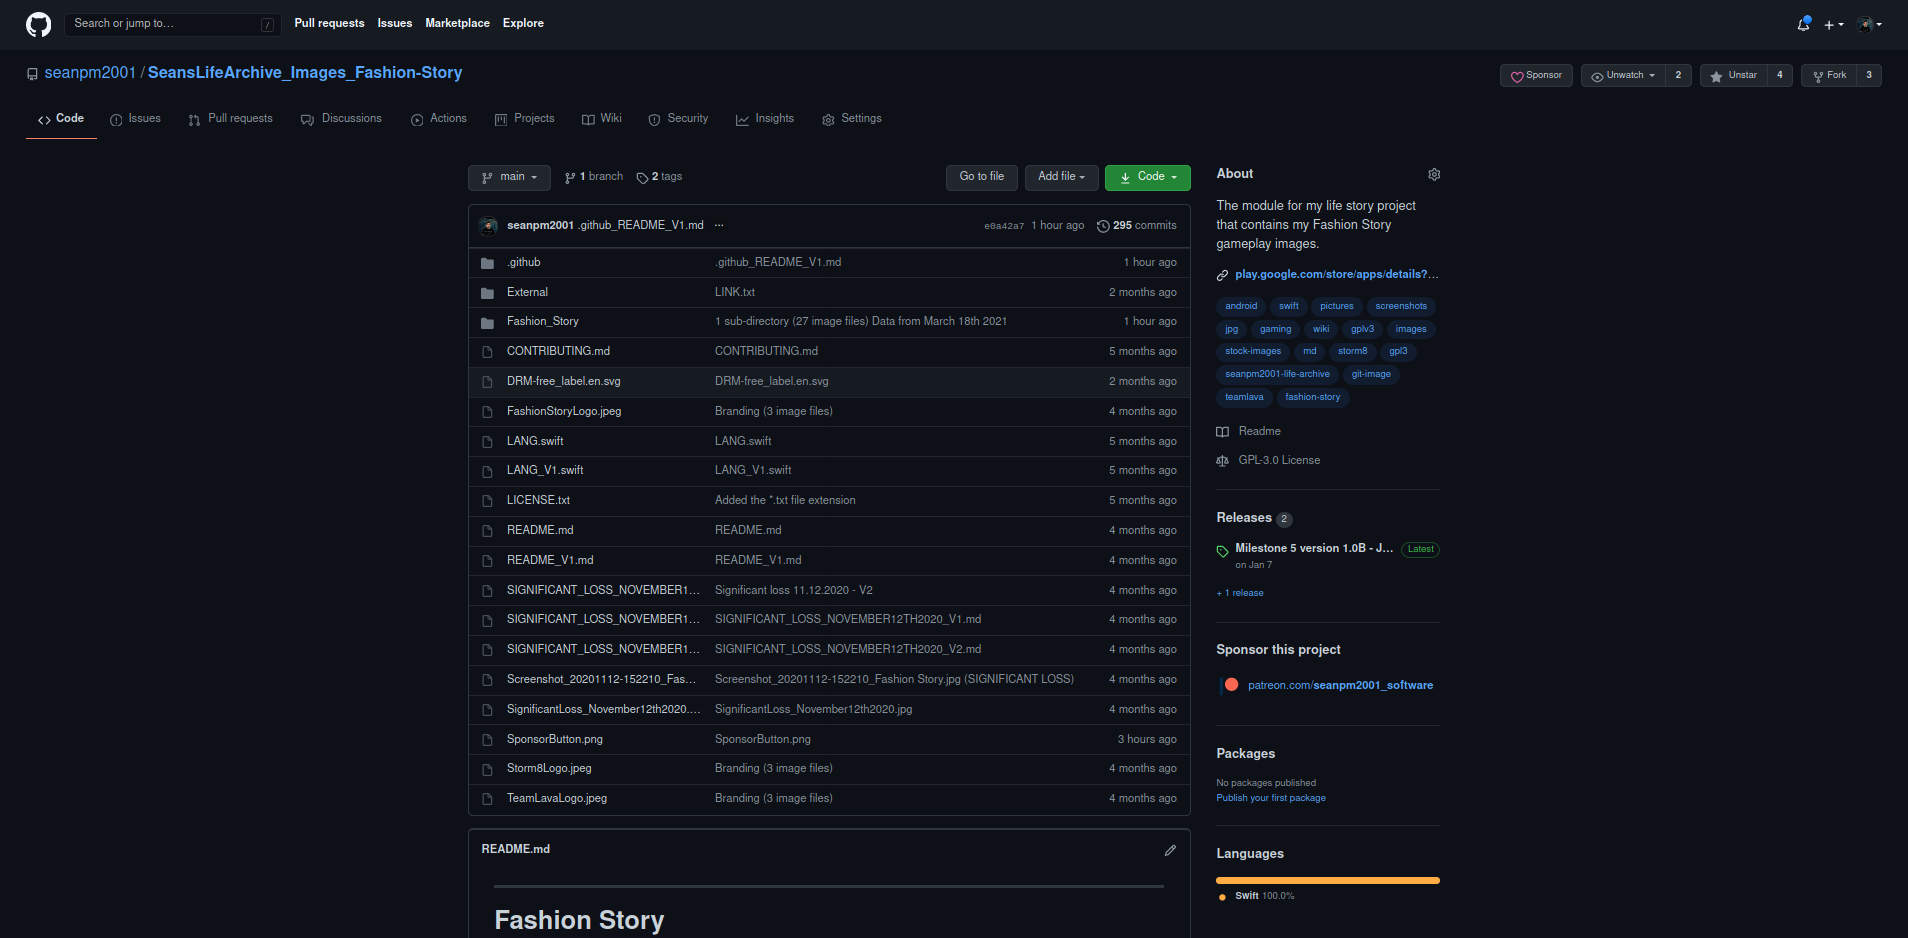 Search or jump to…
/
Pull requests Issues Marketplace Explore
seanpm2001 / SeansLifeArchive_Images_Fashion-Story
Sponsor Unwatch 2 Unstar 4 Fork 3
Code Issues Pull requests Discussions Actions Projects Wiki Security Insights Settings
main 1 branch 2 tags Go to file Add file Code
seanpm2001 .github_README_V1.md … e0a42a7 1 hour ago 295 commits
.github .github_README_V1.md 1 hour ago
External LINK.txt 2 months ago
Fashion_Story 1 sub-directory (27 image files) Data from March 18th 2021 1 hour ago
CONTRIBUTING.md CONTRIBUTING.md 5 months ago
DRM-free_label.en.svg DRM-free_label.en.svg 2 months ago
FashionStoryLogo.jpeg Branding (3 image files) 4 months ago
LANG.swift LANG.swift 5 months ago
LANG_V1.swift LANG_V1.swift 5 months ago
LICENSE.txt Added the *.txt file extension 5 months ago
README.md README.md 4 months ago
README_V1.md README_V1.md 4 months ago
SIGNIFICANT_LOSS_NOVEMBER1… Significant loss 11.12.2020 - V2 4 months ago
SIGNIFICANT_LOSS_NOVEMBER1… SIGNIFICANT_LOSS_NOVEMBER12TH2020_V1.md 4 months ago
SIGNIFICANT_LOSS_NOVEMBER1… SIGNIFICANT_LOSS_NOVEMBER12TH2020_V2.md 4 months ago
Screenshot_20201112-152210_Fas… Screenshot_20201112-152210_Fashion Story.jpg (SIGNIFICANT LOSS) 4 months ago
SignificantLoss_November12th2020.… SignificantLoss_November12th2020.jpg 4 months ago
SponsorButton.png SponsorButton.png 3 hours ago
Storm8Logo.jpeg Branding (3 image files) 4 months ago
TeamLavaLogo.jpeg Branding (3 image files) 4 months ago
README.md
Fashion Story
About
The module for my life story project
that contains my Fashion Story
gameplay images.
play.google.com/store/apps/details?…
android swift pictures screenshots
jpg gaming wiki gplv3 images
stock-images md storm8 gpl3
seanpm2001-life-archive git-image
teamlava fashion-story
Readme
GPL-3.0 License
Releases 2
Milestone 5 version 1.0B - J… Latest
on Jan 7
+ 1 release
Sponsor this project
patreon.com/seanpm2001_software
Packages
No packages published
Publish your first package
Languages
Swift 100.0%